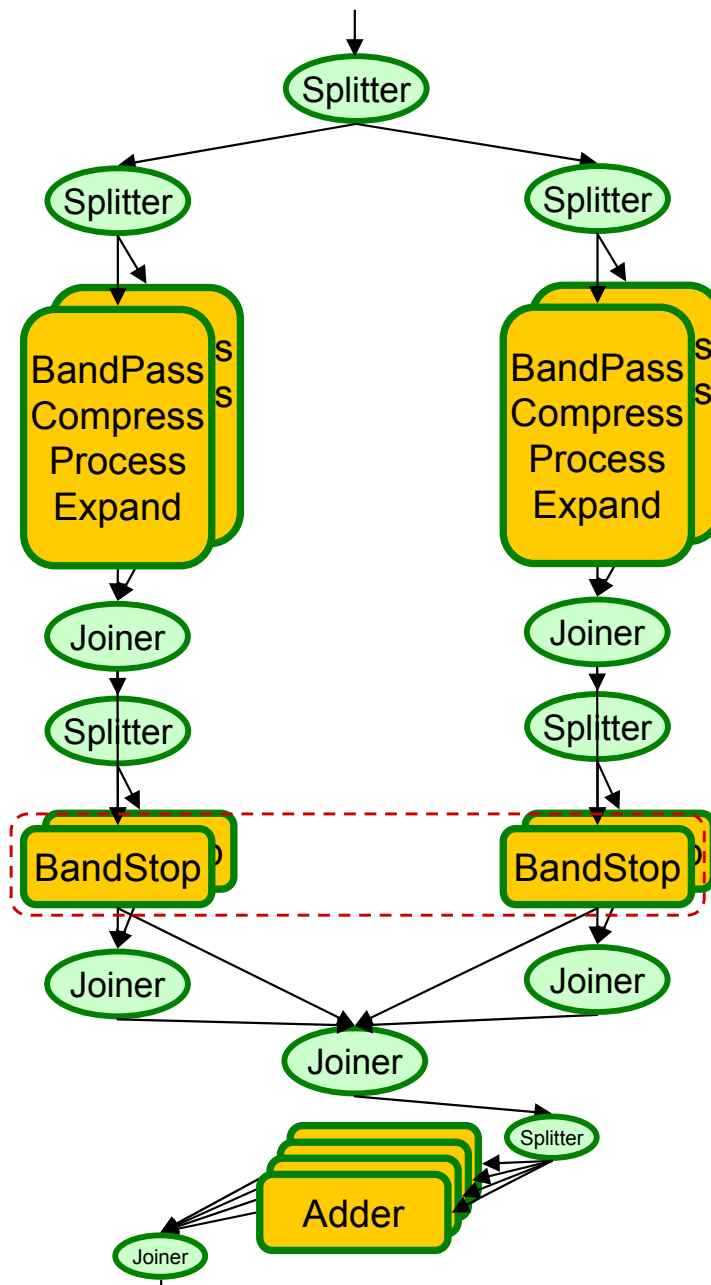 Splitter
Splitter
Splitter
BandPass
Compress
Process
Expand
BandPass
Compress
Process
Expand
Joiner
Joiner
Splitter
Splitter
BandStop
BandStop
Joiner
Joiner
Joiner
Splitter
Adder
Joiner